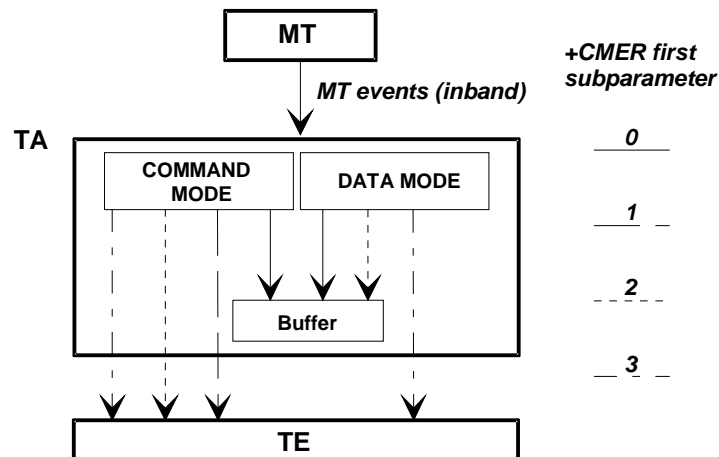 MT
+CMER first
subparameter
MT events (inband)
TA
0
COMMAND
MODE
DATA MODE
1
2
Buffer
3
TE